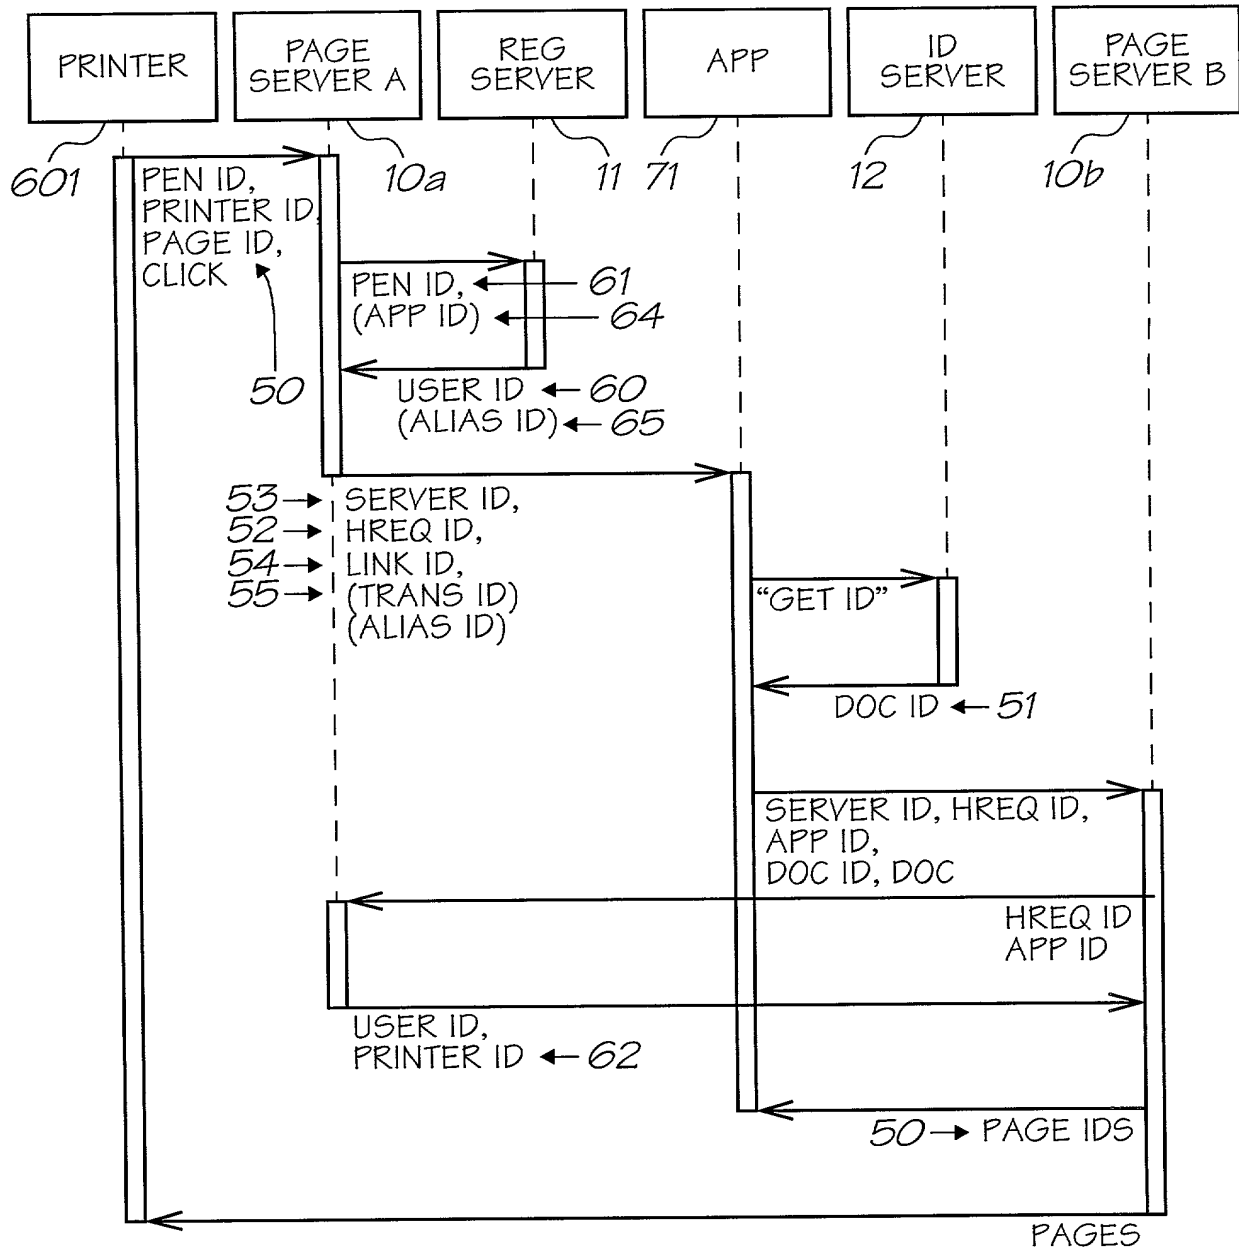 PRINTER
PAGE
SERVER A
REG
SERVER
APP
ID
SERVER
PAGE
SERVER B
601
10a
11
71
12
10b
PEN ID,
PRINTER ID,
PAGE ID,
CLICK
50
PEN ID,
61
(APP ID)
64
USER ID
60
(ALIAS ID)
65
53
SERVER ID,
52
HREQ ID,
54
LINK ID,
55
(TRANS ID)
(ALIAS ID)
"GET ID"
DOC ID
51
SERVER ID, HREQ ID,
APP ID,
DOC ID, DOC
HREQ ID
APP ID
USER ID,
PRINTER ID
62
50
PAGE IDS
PAGES